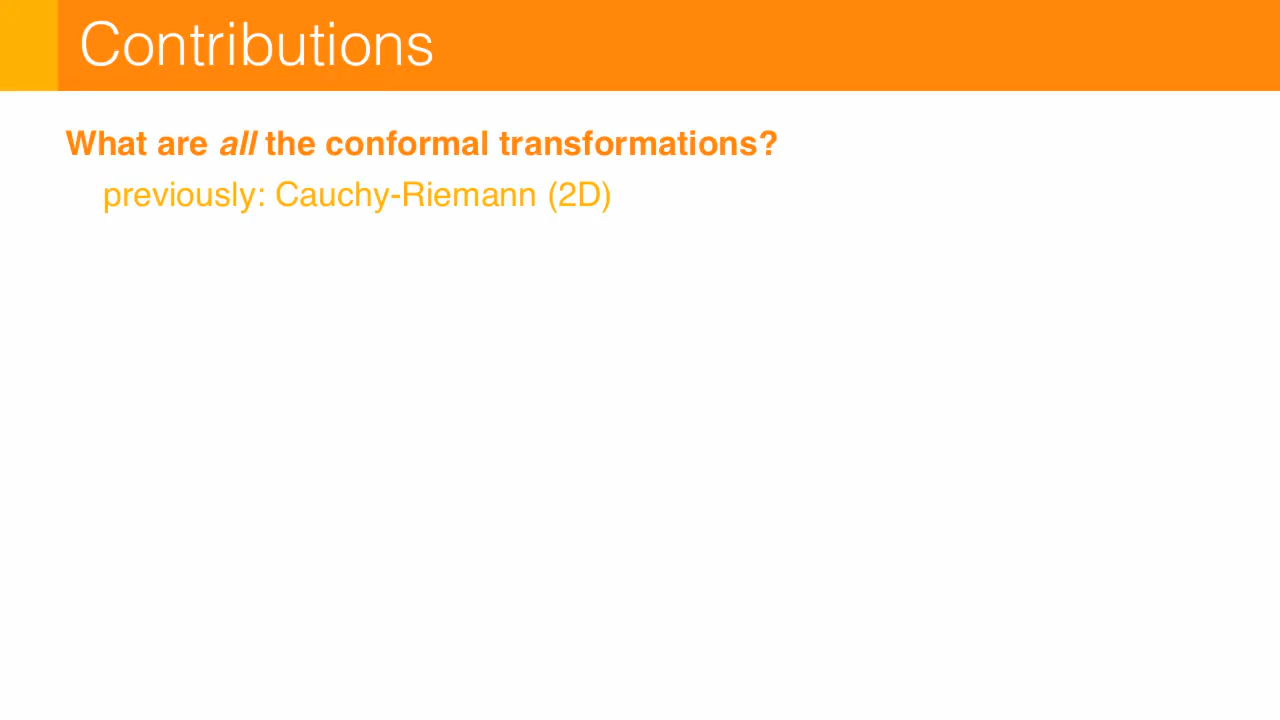 Contributions
What are all the conformal transformations?
previously: Cauchy-Riemann (2D)